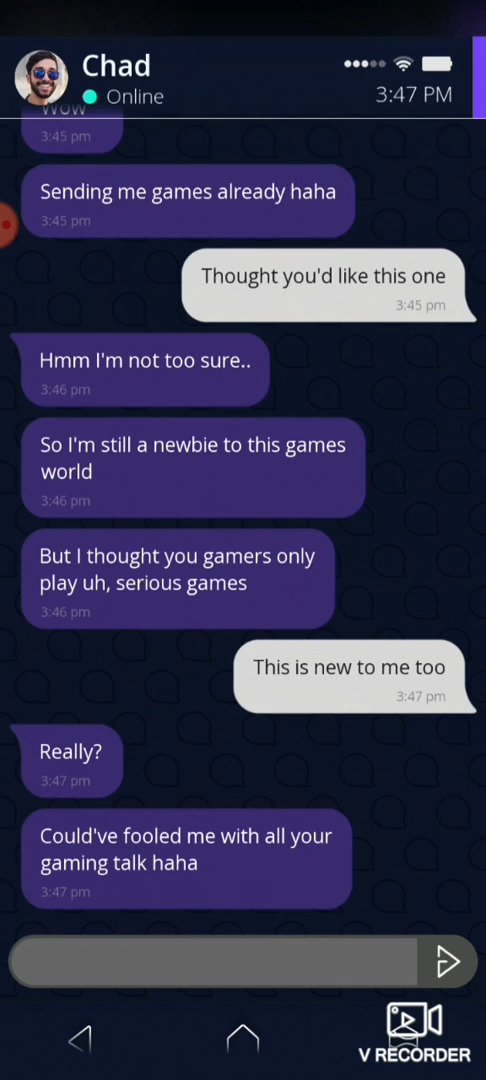 Chad
Online
3:47 PM
Wow
3:45 pm
Sending me games already haha
3:45 pm
Thought you'd like this one
3:45 pm
Hmm I'm not too sure..
3:46 pm
So I'm still a newbie to this games
world
3:46 pm
But I thought you gamers only
play uh, serious games
3:46 pm
This is new to me too
3:47 pm
Really?
3:47 pm
Could've fooled me with all your
gaming talk haha
3:47 pm
V RECORDER